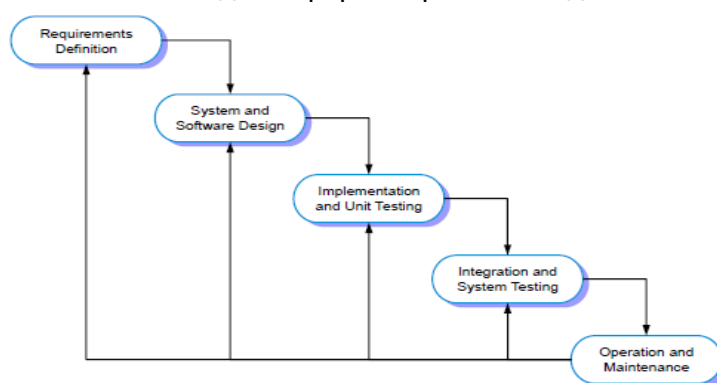 Requirements
Definition
System and
Software Design
Implementation
and Unit Testing
Integration and
System Testing
Operation and
Maintenance